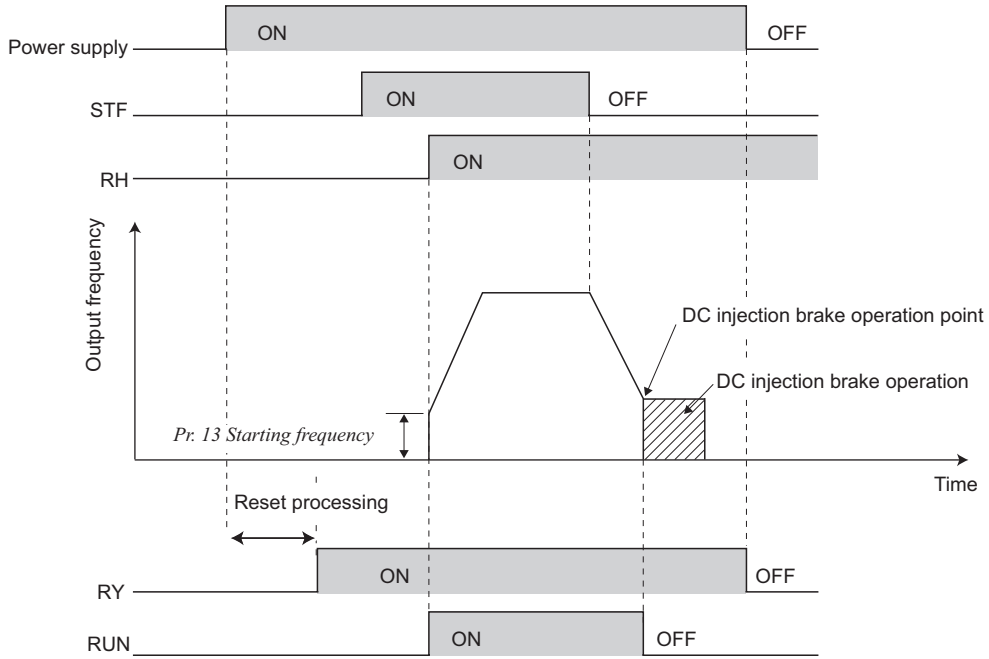 Power supply
ON
OFF
STF
ON
OFF
RH
ON
Output frequency
DC injection brake operation point
DC injection brake operation
Pr. 13 Starting frequency
Time
Reset processing
RY
ON
OFF
RUN
ON
OFF